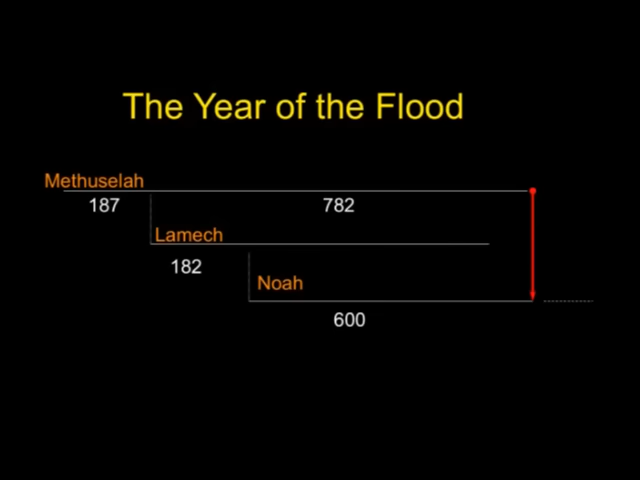 The Year of the Flood
Methuselah
187 782
Lamech
182
Noah
600